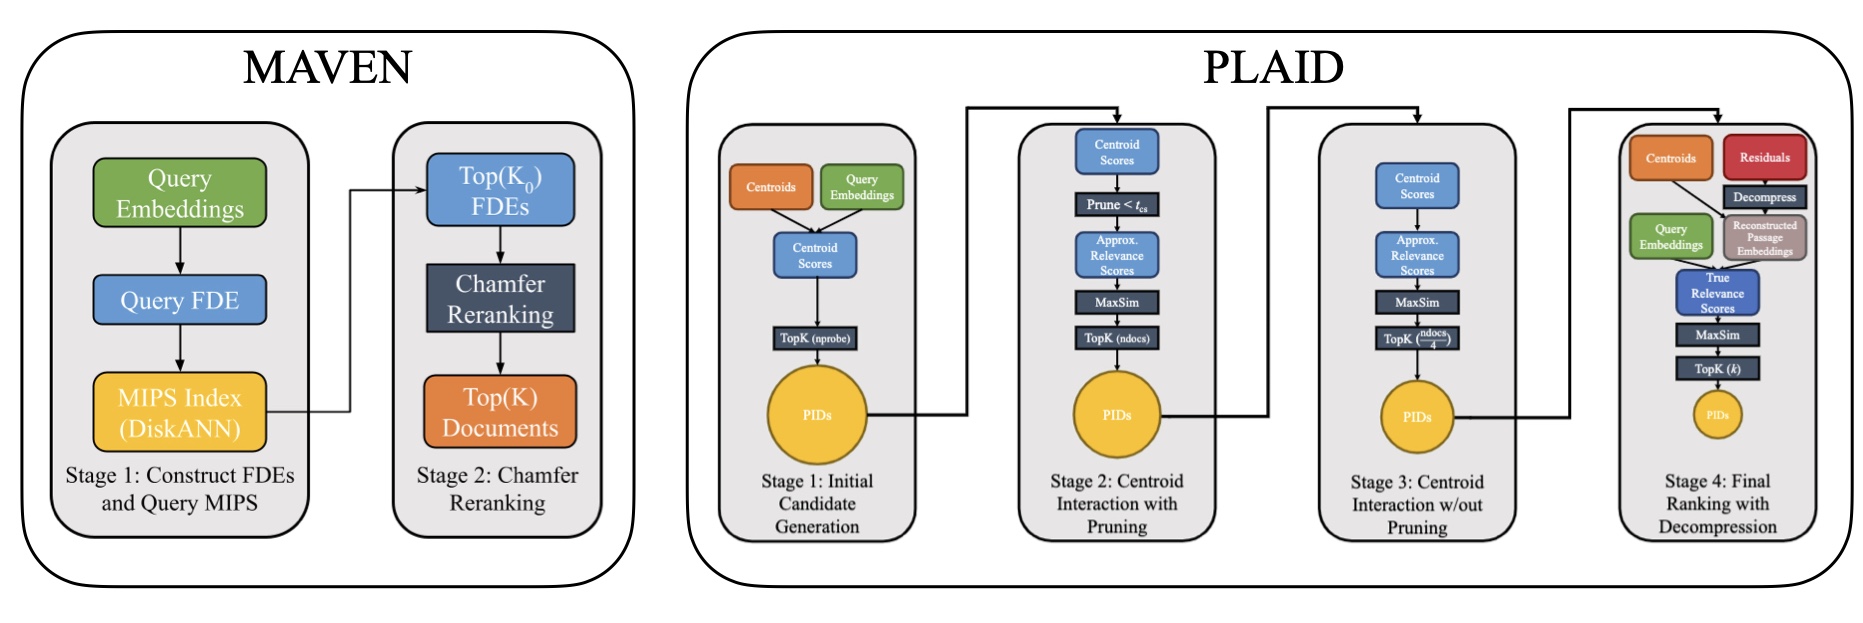 MAVEN
Query
Embeddings
Query FDE
MIPS Index
(DiskANN)
Stage 1: Construct FDEs
and Query MIPS
Top(K₀)
FDEs
Chamfer
Reranking
Top(K)
Documents
Stage 2: Chamfer
Reranking
PLAID
Centroids
Query
Embeddings
Centroid
Scores
TopK (nprobe)
PIDs
Stage 1: Initial
Candidate
Generation
Centroid
Scores
Prune < t_cs
Approx.
Relevance
Scores
MaxSim
TopK (ndocs)
PIDs
Stage 2: Centroid
Interaction with
Pruning
Centroid
Scores
Approx.
Relevance
Scores
MaxSim
TopK (ndocs/4)
PIDs
Stage 3: Centroid
Interaction w/out
Pruning
Centroids
Residuals
Decompress
Query
Embeddings
Reconstructed
Passage
Embeddings
True
Relevance
Scores
MaxSim
TopK (k)
PIDs
Stage 4: Final
Ranking with
Decompression